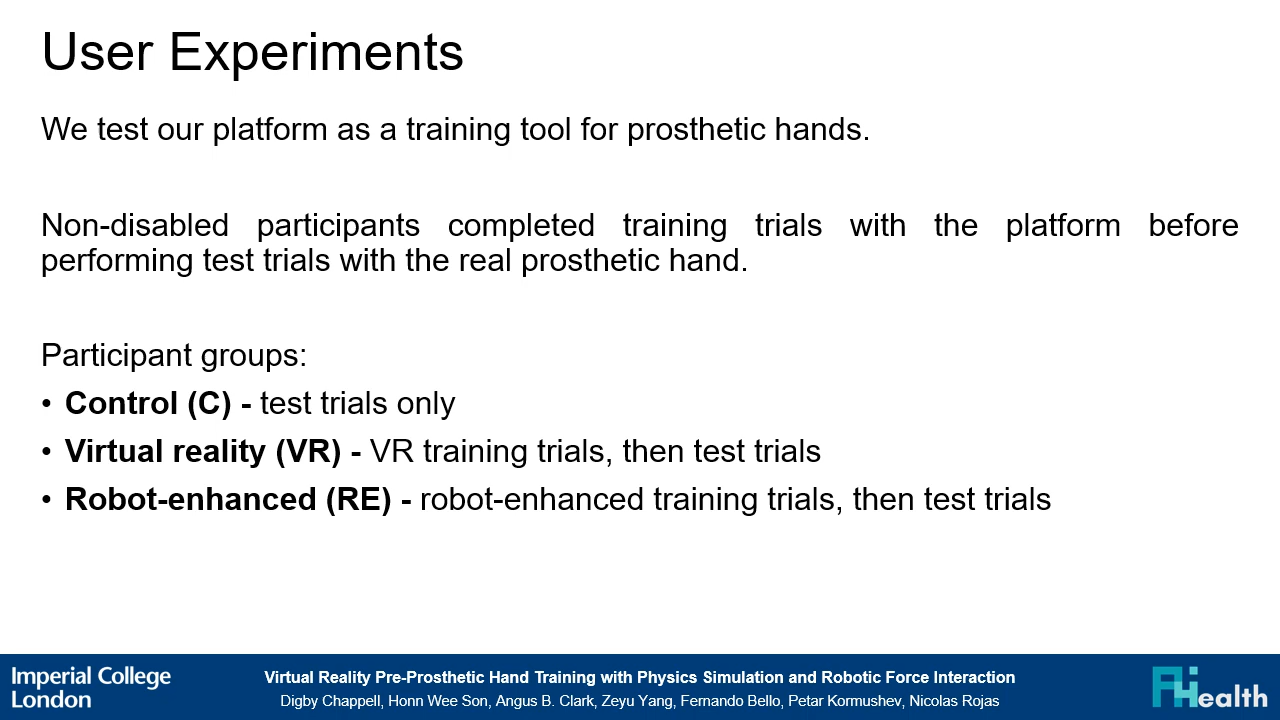 User Experiments
We test our platform as a training tool for prosthetic hands.
Non-disabled participants completed training trials with the platform before
performing test trials with the real prosthetic hand.
Participant groups:
• Control (C) - test trials only
• Virtual reality (VR) - VR training trials, then test trials
• Robot-enhanced (RE) - robot-enhanced training trials, then test trials
Imperial College
London
Virtual Reality Pre-Prosthetic Hand Training with Physics Simulation and Robotic Force Interaction
Digby Chappell, Honn Wee Son, Angus B. Clark, Zeyu Yang, Fernando Bello, Petar Kormushev, Nicolas Rojas
FHealth